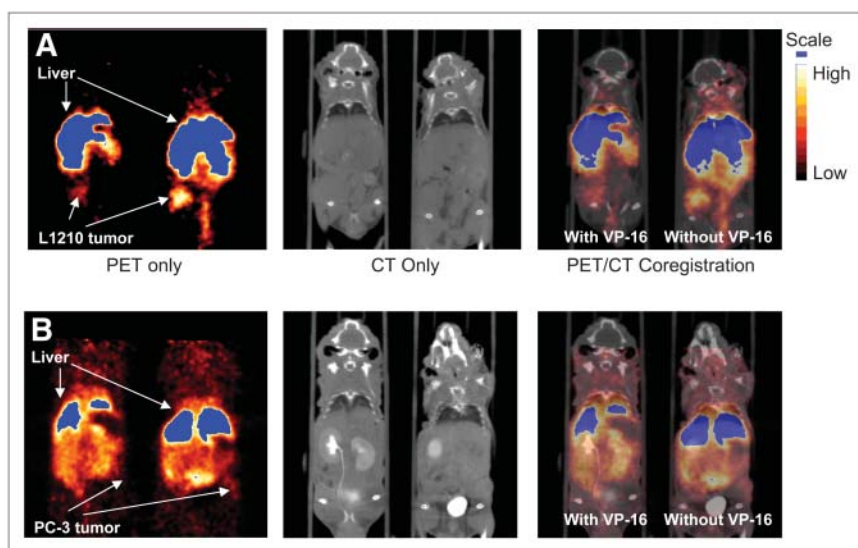 A
Liver
L1210 tumor
PET only
CT Only
With VP-16 Without VP-16
PET/CT Coregistration
Scale
High
Low
B
Liver
PC-3 tumor
With VP-16 Without VP-16